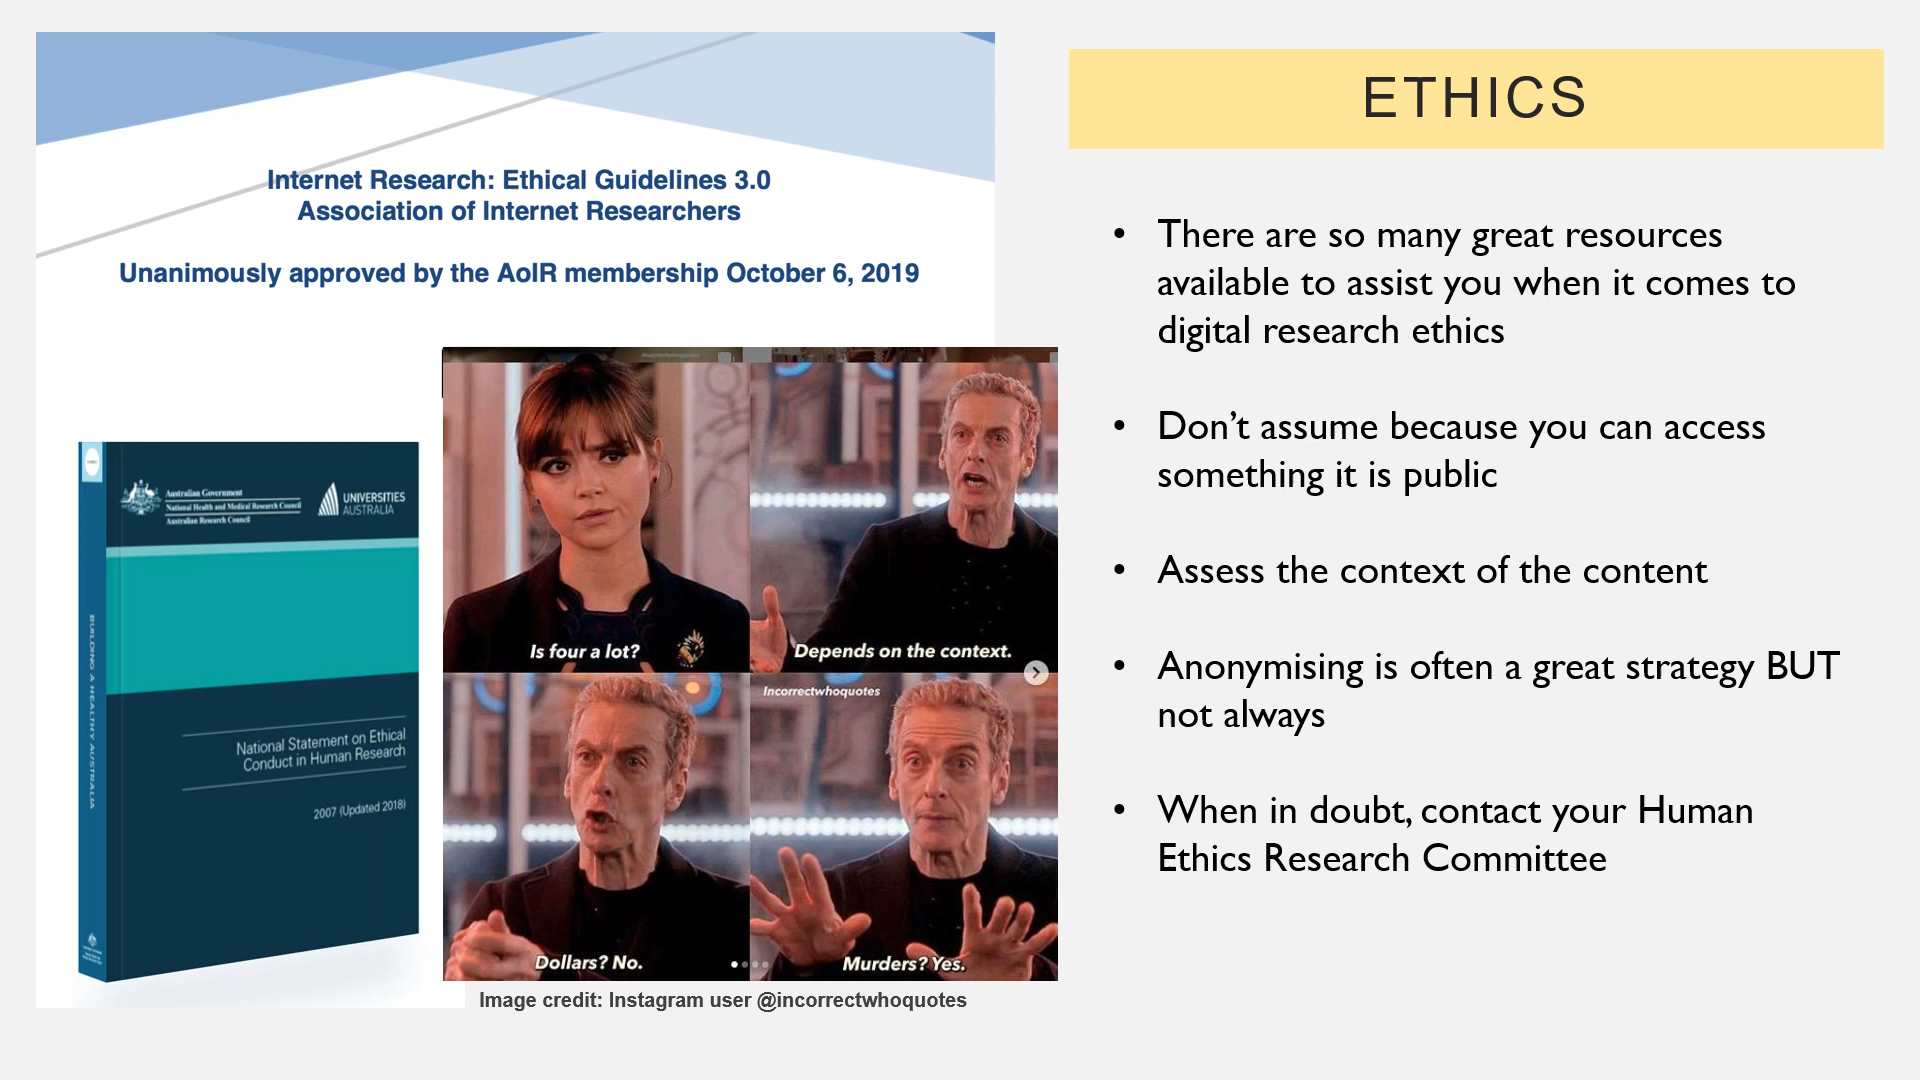 Internet Research: Ethical Guidelines 3.0
Association of Internet Researchers
Unanimously approved by the AoIR membership October 6, 2019
Australian Government
National Health and Medical Research Council
Australian Research Council
UNIVERSITIES
AUSTRALIA
BUILDING A HEALTHY AUSTRALIA
National Statement on Ethical
Conduct in Human Research
2007 (Updated 2018)
Is four a lot?
Depends on the context.
Incorrectwhoquotes
Dollars? No.
Murders? Yes.
Image credit: Instagram user @incorrectwhoquotes
ETHICS
• There are so many great resources
available to assist you when it comes to
digital research ethics
• Don’t assume because you can access
something it is public
• Assess the context of the content
• Anonymising is often a great strategy BUT
not always
• When in doubt, contact your Human
Ethics Research Committee